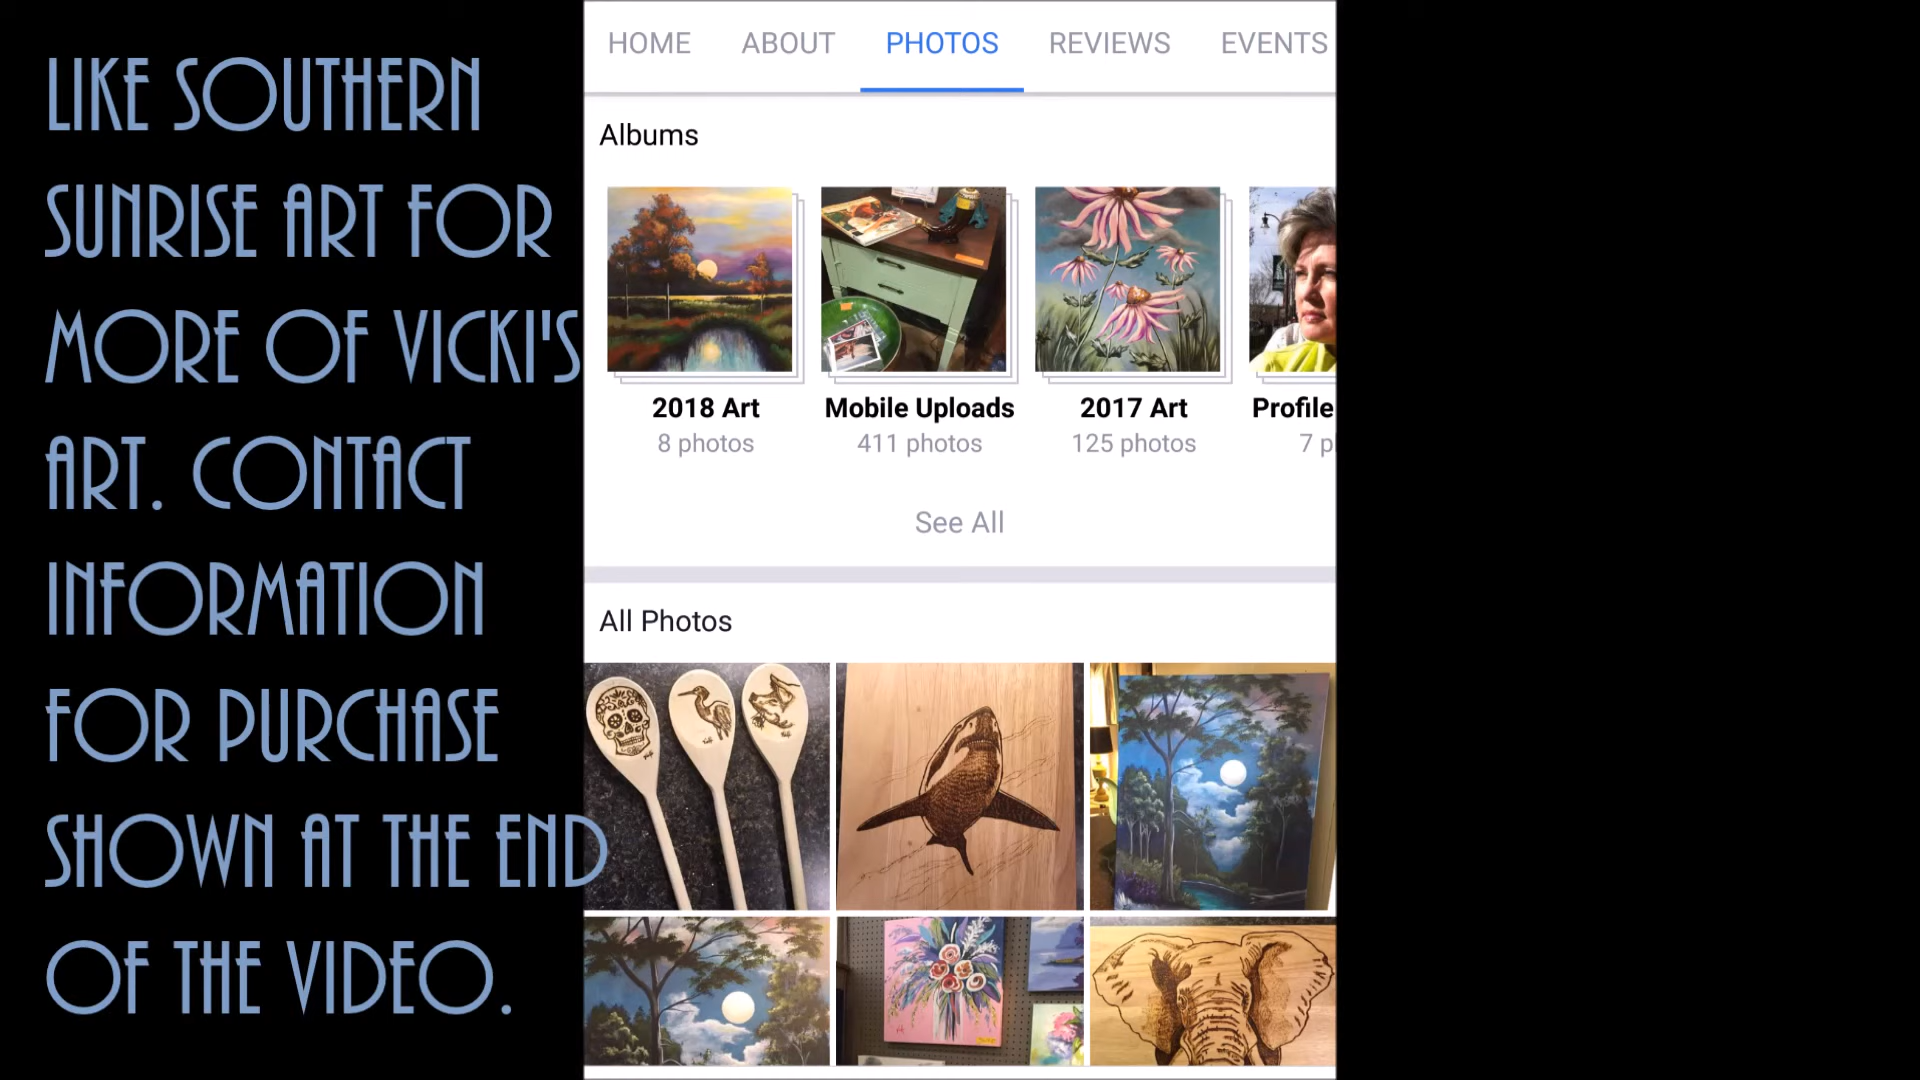 LIKE SOUTHERN
SUNRISE ART FOR
MORE OF VICKI'S
ART. CONTACT
INFORMATION
FOR PURCHASE
SHOWN AT THE END
OF THE VIDEO.
HOME ABOUT PHOTOS REVIEWS EVENTS
Albums
2018 Art Mobile Uploads 2017 Art Profile
8 photos 411 photos 125 photos 7 p
See All
All Photos